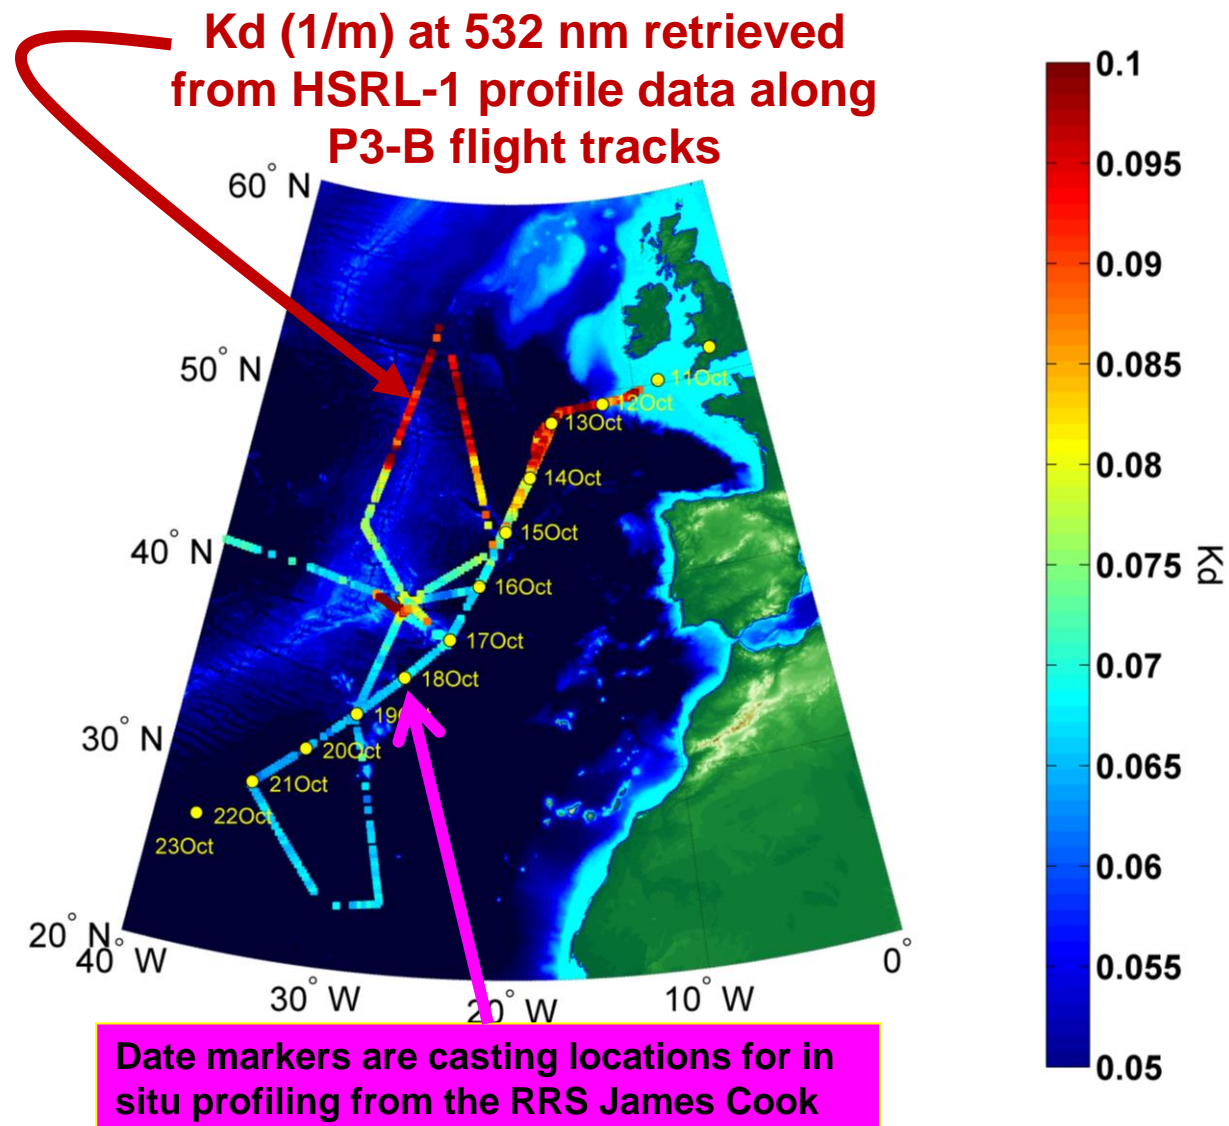 Kd (1/m) at 532 nm retrieved
from HSRL-1 profile data along
P3-B flight tracks
60° N
50° N
40° N
30° N
20° N
40° W
30° W
20° W
10° W
0°
11Oct
12Oct
13Oct
14Oct
15Oct
16Oct
17Oct
18Oct
19Oct
20Oct
21Oct
22Oct
23Oct
0.1
0.095
0.09
0.085
0.08
0.075
0.07
0.065
0.06
0.055
0.05
Kd
Date markers are casting locations for in
situ profiling from the RRS James Cook